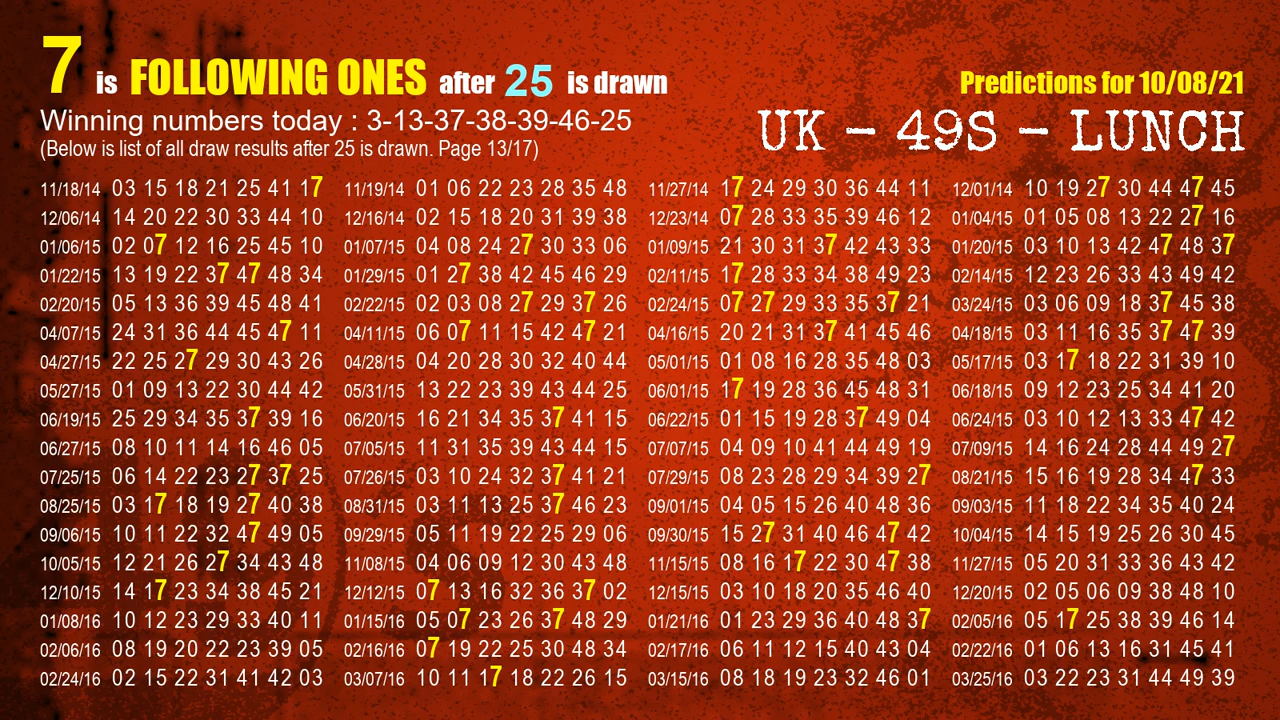 7 is FOLLOWING ONES after 25 is drawn
Predictions for 10/08/21
Winning numbers today : 3-13-37-38-39-46-25
UK - 49S - LUNCH
(Below is list of all draw results after 25 is drawn. Page 13/17)
11/18/14 03 15 18 21 25 41 17 11/19/14 01 06 22 23 28 35 48 11/27/14 17 24 29 30 36 44 11 12/01/14 10 19 27 30 44 47 45
12/06/14 14 20 22 30 33 44 10 12/16/14 02 15 18 20 31 39 38 12/23/14 07 28 33 35 39 46 12 01/04/15 01 05 08 13 22 27 16
01/06/15 02 07 12 16 25 45 10 01/07/15 04 08 24 27 30 33 06 01/09/15 21 30 31 37 42 43 33 01/20/15 03 10 13 42 47 48 37
01/22/15 13 19 22 37 47 48 34 01/29/15 01 27 38 42 45 46 29 02/11/15 17 28 33 34 38 49 23 02/14/15 12 23 26 33 43 49 42
02/20/15 05 13 36 39 45 48 41 02/22/15 02 03 08 27 29 37 26 02/24/15 07 27 29 33 35 37 21 03/24/15 03 06 09 18 37 45 38
04/07/15 24 31 36 44 45 47 11 04/11/15 06 07 11 15 42 47 21 04/16/15 20 21 31 37 41 45 46 04/18/15 03 11 16 35 37 47 39
04/27/15 22 25 27 29 30 43 26 04/28/15 04 20 28 30 32 40 44 05/01/15 01 08 16 28 35 48 03 05/17/15 03 17 18 22 31 39 10
05/27/15 01 09 13 22 30 44 42 05/31/15 13 22 23 39 43 44 25 06/01/15 17 19 28 36 45 48 31 06/18/15 09 12 23 25 34 41 20
06/19/15 25 29 34 35 37 39 16 06/20/15 16 21 34 35 37 41 15 06/22/15 01 15 19 28 37 49 04 06/24/15 03 10 12 13 33 47 42
06/27/15 08 10 11 14 16 46 05 07/05/15 11 31 35 39 43 44 15 07/07/15 04 09 10 41 44 49 19 07/09/15 14 16 24 28 44 49 27
07/25/15 06 14 22 23 27 37 25 07/26/15 03 10 24 32 37 41 21 07/29/15 08 23 28 29 34 39 27 08/21/15 15 16 19 28 34 47 33
08/25/15 03 17 18 19 27 40 38 08/31/15 03 11 13 25 37 46 23 09/01/15 04 05 15 26 40 48 36 09/03/15 11 18 22 34 35 40 24
09/06/15 10 11 22 32 47 49 05 09/29/15 05 11 19 22 25 29 06 09/30/15 15 27 31 40 46 47 42 10/04/15 14 15 19 25 26 30 45
10/05/15 12 21 26 27 34 43 48 11/08/15 04 06 09 12 30 43 48 11/15/15 08 16 17 22 30 47 38 11/27/15 05 20 31 33 36 43 42
12/10/15 14 17 23 34 38 45 21 12/12/15 07 13 16 32 36 37 02 12/15/15 03 10 18 20 35 46 40 12/20/15 02 05 06 09 38 48 10
01/08/16 10 12 23 29 33 40 11 01/15/16 05 07 23 26 37 48 29 01/21/16 01 23 29 36 40 48 37 02/05/16 05 17 25 38 39 46 14
02/06/16 08 19 20 22 23 39 05 02/16/16 07 19 22 25 30 48 34 02/17/16 06 11 12 15 40 43 04 02/22/16 01 06 13 16 31 45 41
02/24/16 02 15 22 31 41 42 03 03/07/16 10 11 17 18 22 26 15 03/15/16 08 18 19 23 32 46 01 03/25/16 03 22 23 31 44 49 39